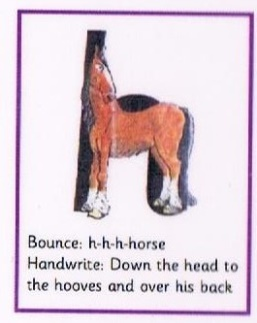 h
Bounce: h-h-h-horse
Handwrite: Down the head to
the hooves and over his back